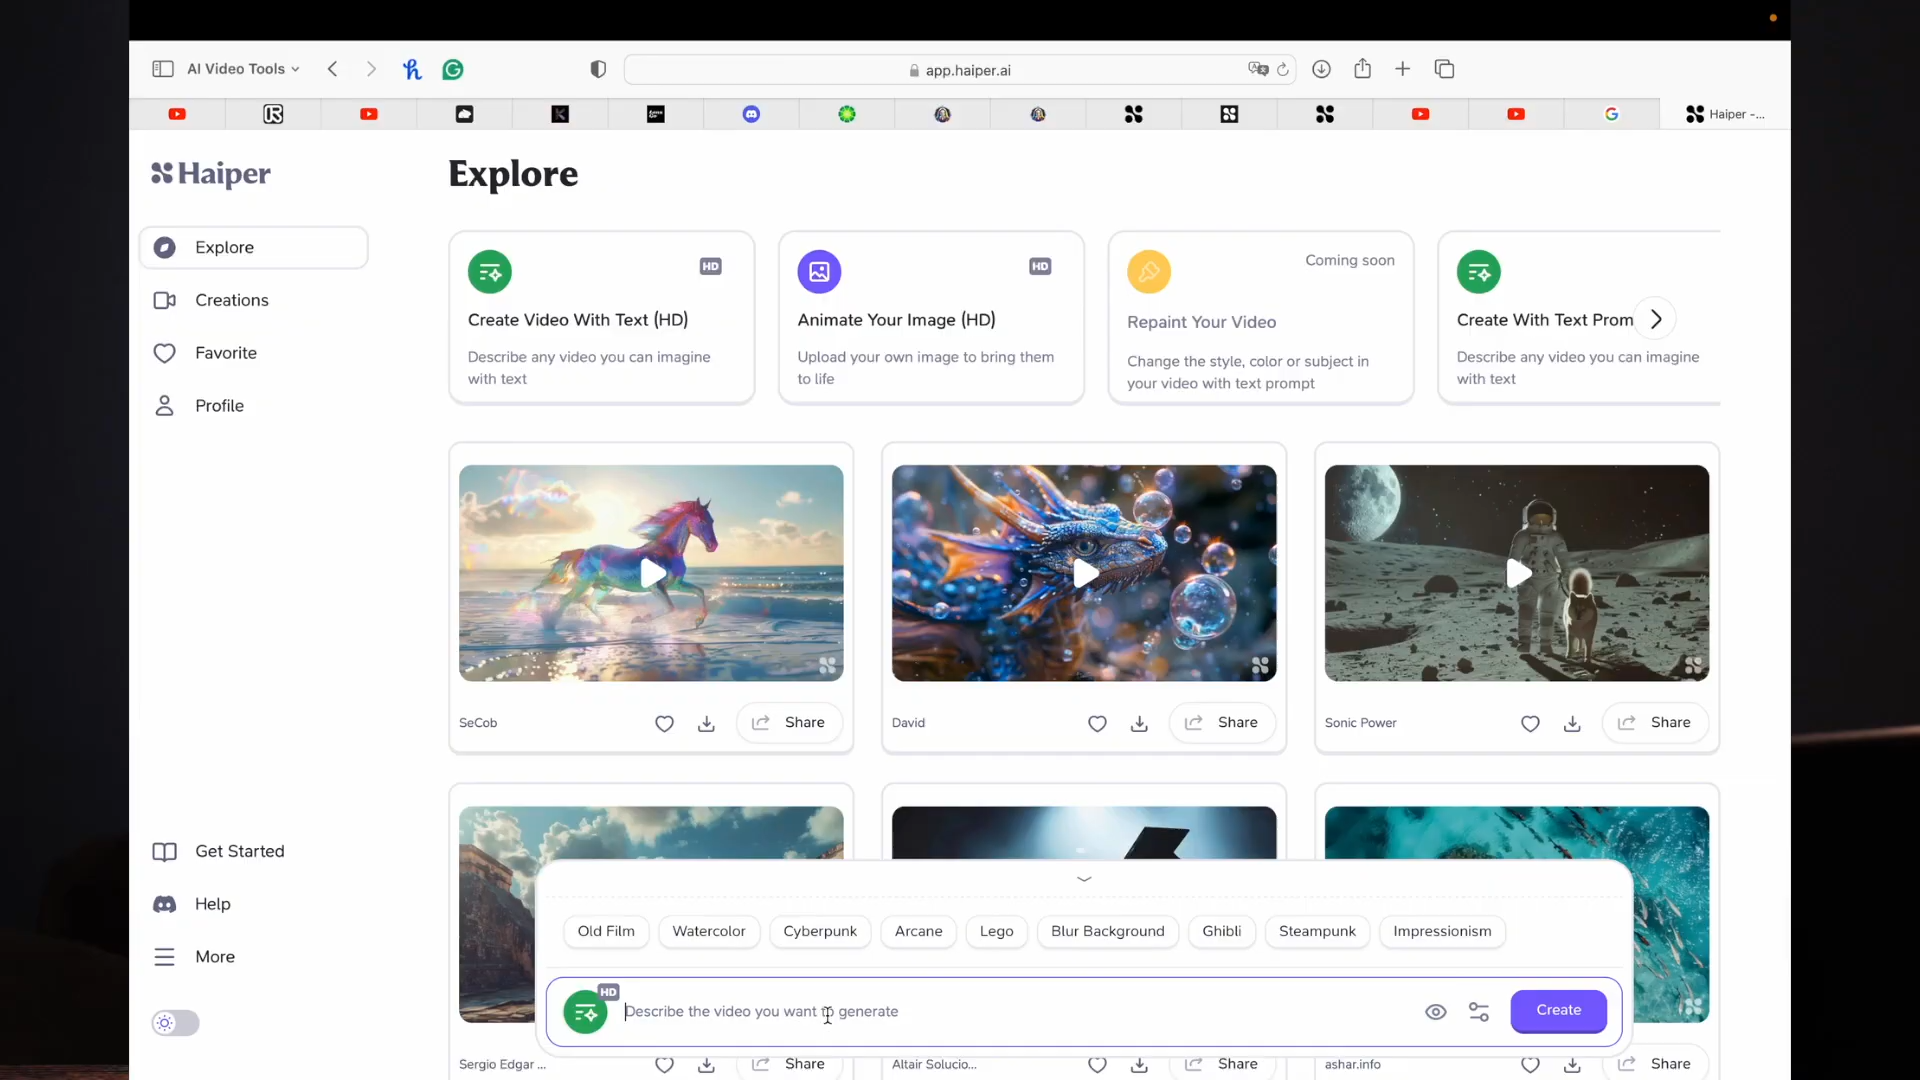 AI Video Tools
app.haiper.ai
Haiper -...
Haiper
Explore
Explore
Creations
Favorite
Profile
HD
Create Video With Text (HD)
Describe any video you can imagine
with text
HD
Animate Your Image (HD)
Upload your own image to bring them
to life
Coming soon
Repaint Your Video
Change the style, color or subject in
your video with text prompt
Create With Text Prom
Describe any video you can imagine
with text
SeCob
Share
David
Share
Sonic Power
Share
Get Started
Help
More
Old Film
Watercolor
Cyberpunk
Arcane
Lego
Blur Background
Ghibli
Steampunk
Impressionism
HD
Describe the video you want to generate
Create
Sergio Edgar ...
Share
Altair Solucio...
Share
ashar.info
Share